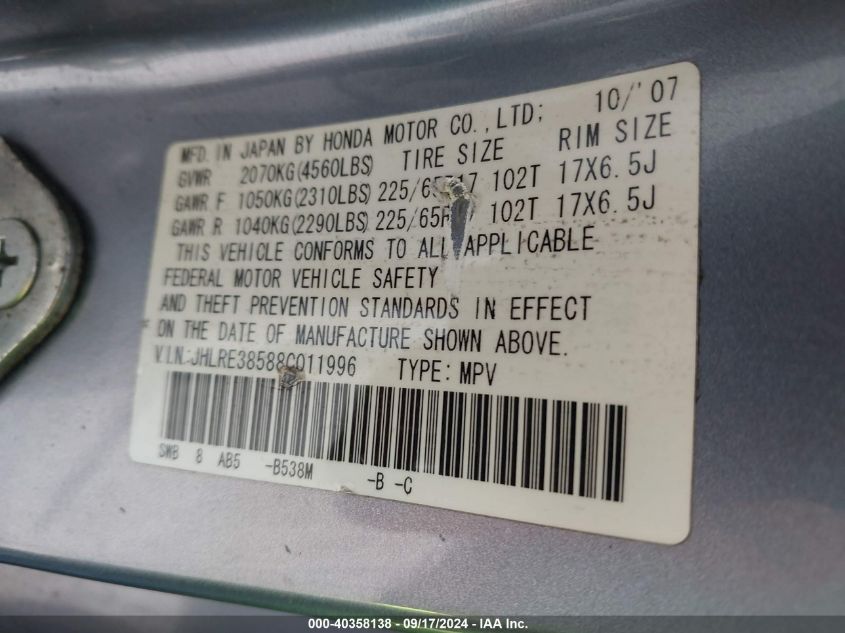 MFD. IN JAPAN BY HONDA MOTOR CO., LTD; 10/'07
GVWR 2070KG(4560LBS) TIRE SIZE RIM SIZE
GAWR F 1050KG(2310LBS) 225/65R17 102T 17X6.5J
GAWR R 1040KG(2290LBS) 102T 17X6.5J
THIS VEHICLE CONFORMS TO ALL APPLICABLE
FEDERAL MOTOR VEHICLE SAFETY
AND THEFT PREVENTION STANDARDS IN EFFECT
ON THE DATE OF MANUFACTURE SHOWN ABOVE.
V.I.N.:JHLRE38588C011996 TYPE:MPV
SWB 8 AB5 -B538M -B -C
000-40358138 - 09/17/2024 - IAA Inc.